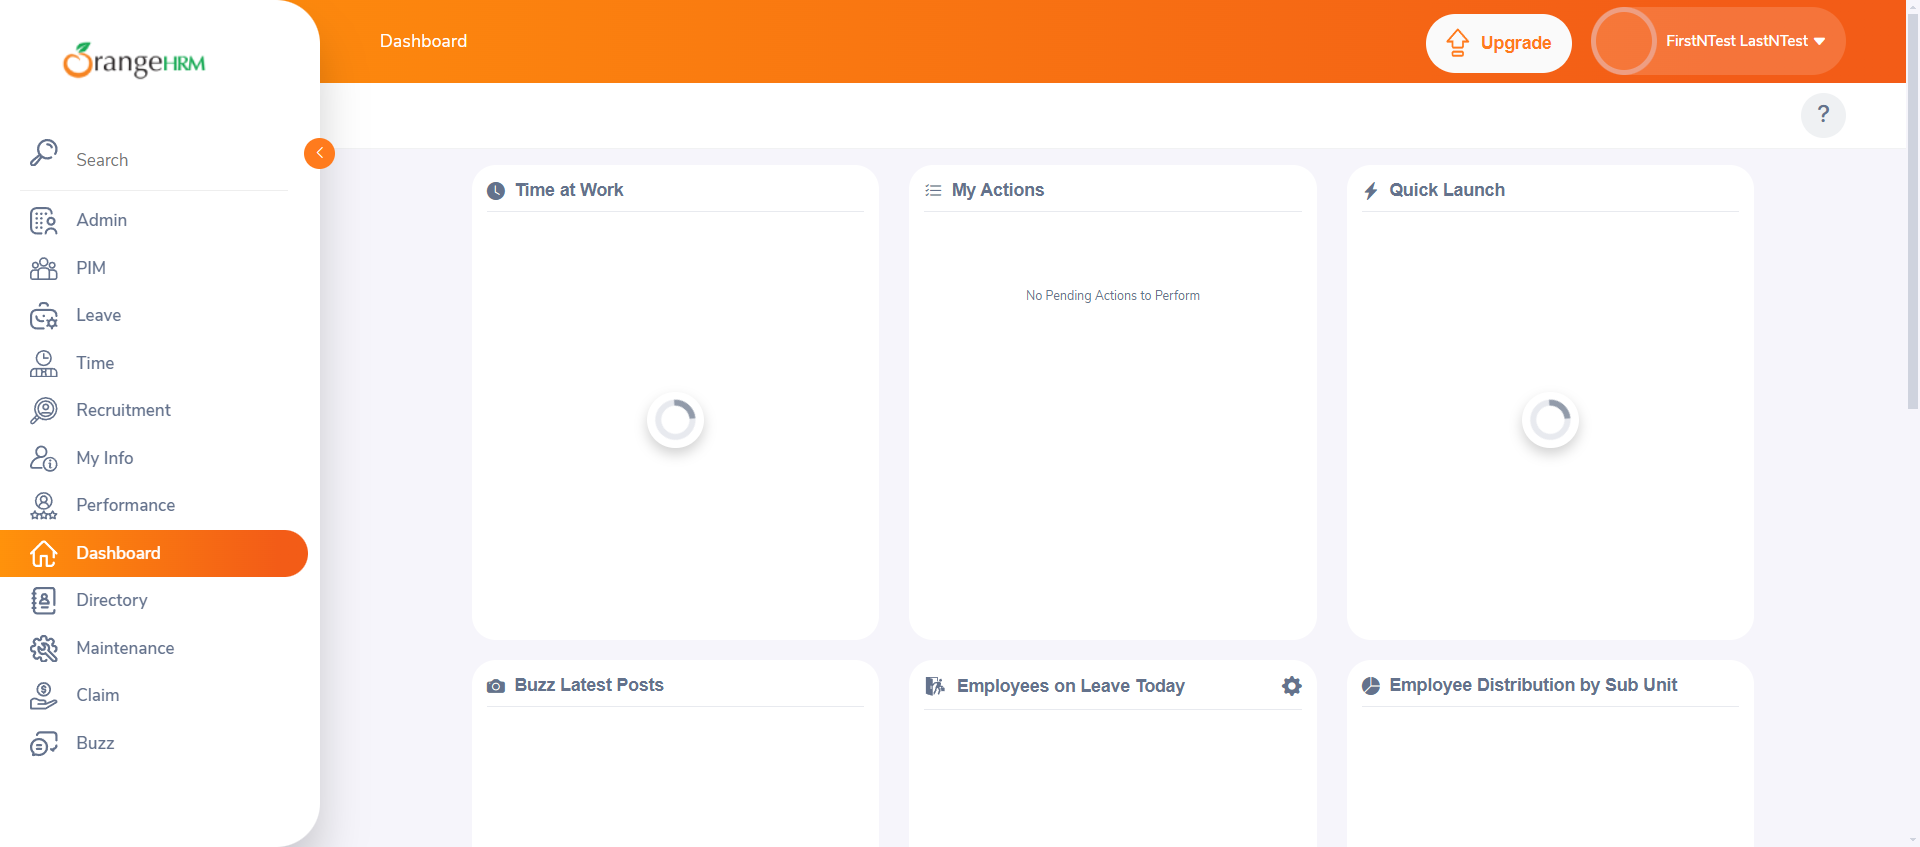 OrangeHRM
Dashboard
Upgrade
FirstNTest LastNTest
?
Search
Admin
PIM
Leave
Time
Recruitment
My Info
Performance
Dashboard
Directory
Maintenance
Claim
Buzz
Time at Work
My Actions
No Pending Actions to Perform
Quick Launch
Buzz Latest Posts
Employees on Leave Today
Employee Distribution by Sub Unit